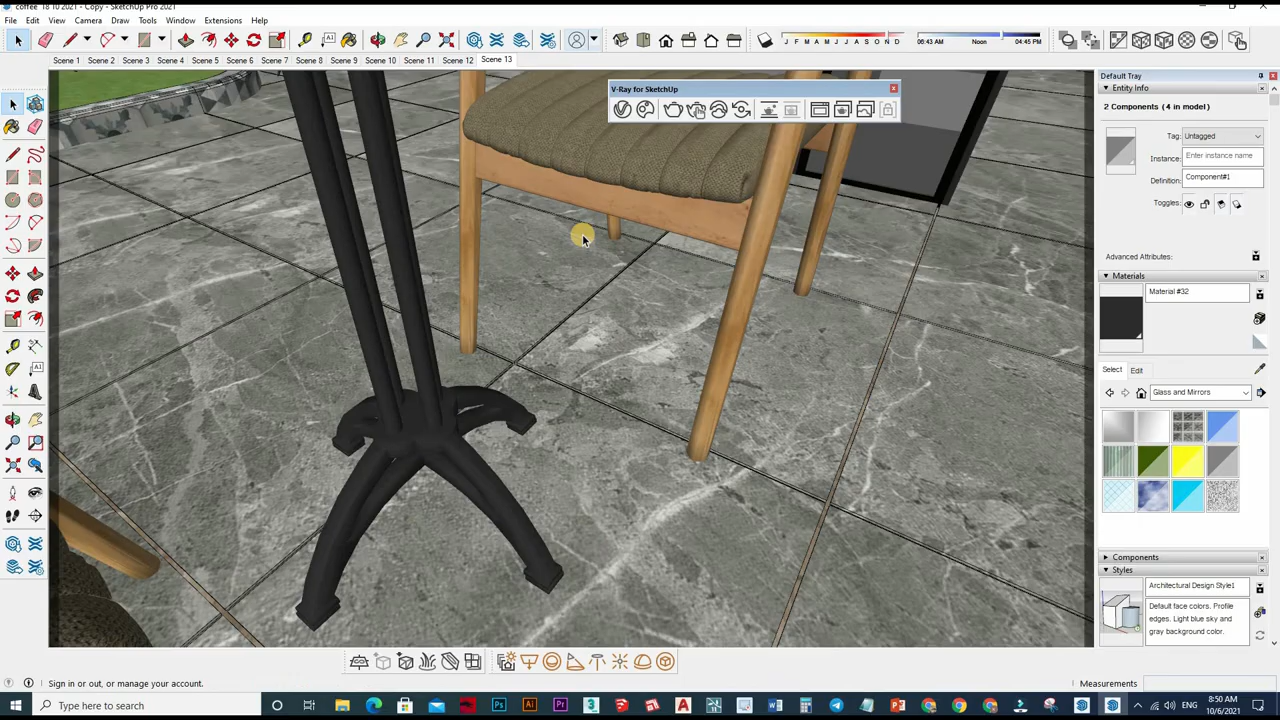 coffee 18 10 2021 - Copy - SketchUp Pro 2021
File Edit View Camera Draw Tools Window Extensions Help
J F M A M J J A S O N D
06:43 AM Noon 04:45 PM
Scene 1 Scene 2 Scene 3 Scene 4 Scene 5 Scene 6 Scene 7 Scene 8 Scene 9 Scene 10 Scene 11 Scene 12 Scene 13
V-Ray for SketchUp
Default Tray
Entity Info
2 Components (4 in model)
Tag: Untagged
Instance: Enter instance name
Definition: Component#1
Toggles:
Advanced Attributes:
Materials
Material #32
Select Edit
Glass and Mirrors
Components
Styles
Architectural Design Style1
Default face colors. Profile
edges. Light blue sky and
gray background color.
Sign in or out, or manage your account.
Measurements
Type here to search
8:50 AM
10/6/2021